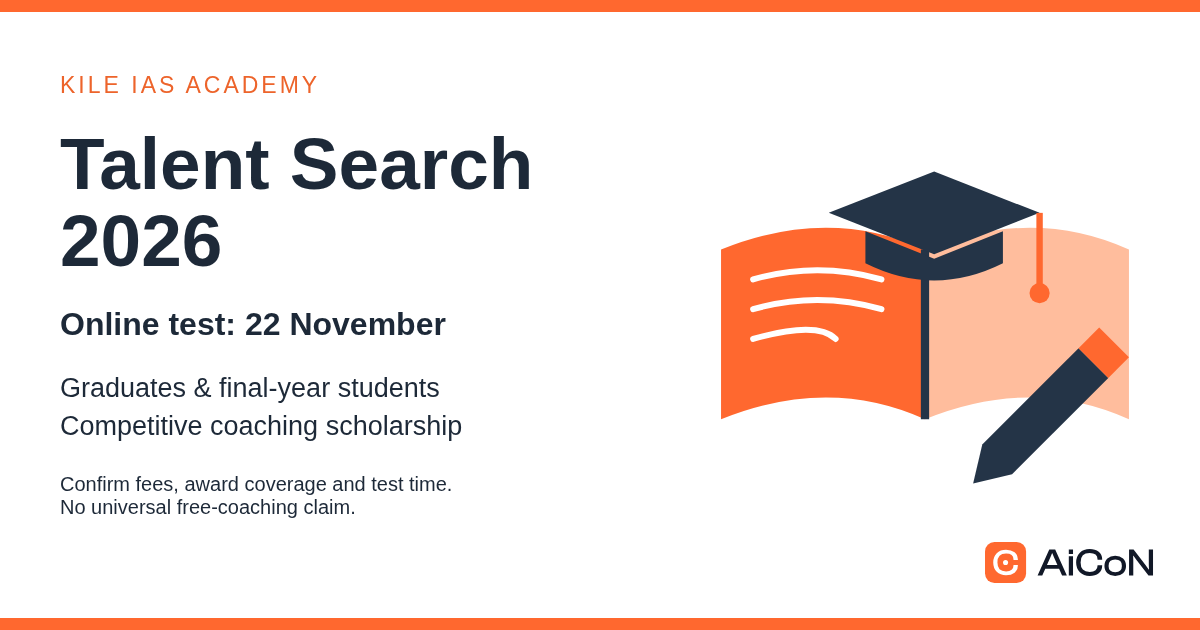 KILE IAS ACADEMY
Talent Search
2026
Online test: 22 November
Graduates & final-year students
Competitive coaching scholarship
Confirm fees, award coverage and test time.
No universal free-coaching claim.
AiCoN